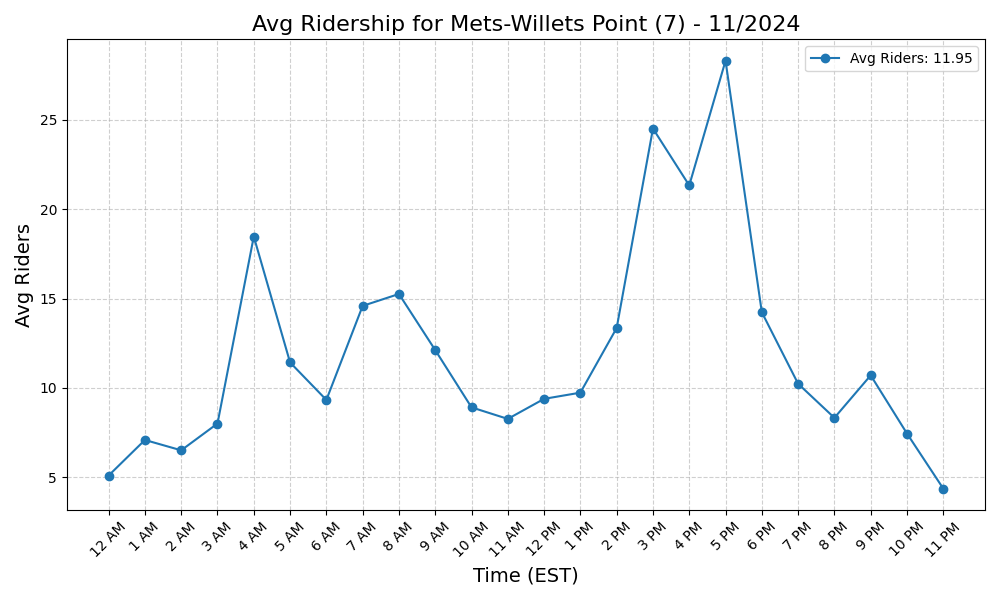 Avg Ridership for Mets-Willets Point (7) - 11/2024
Avg Riders: 11.95
Avg Riders
25
20
15
10
5
12 AM
1 AM
2 AM
3 AM
4 AM
5 AM
6 AM
7 AM
8 AM
9 AM
10 AM
11 AM
12 PM
1 PM
2 PM
3 PM
4 PM
5 PM
6 PM
7 PM
8 PM
9 PM
10 PM
11 PM
Time (EST)